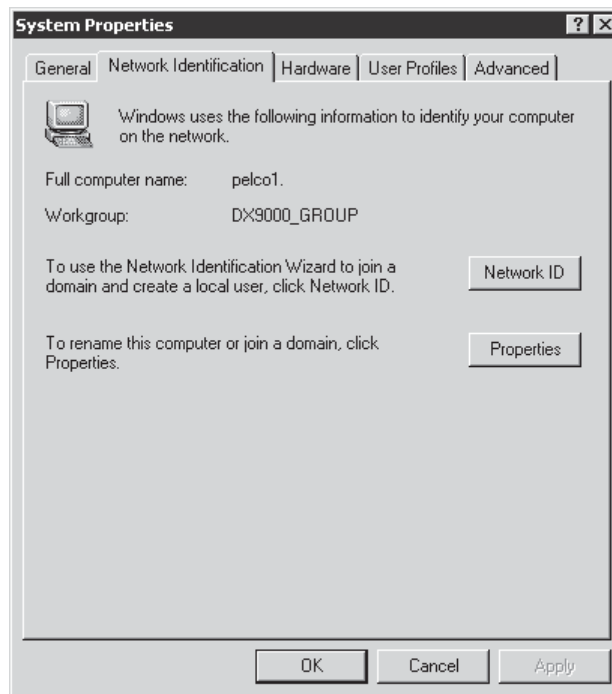 System Properties
? X
General Network Identification Hardware User Profiles Advanced
Windows uses the following information to identify your computer
on the network.
Full computer name: pelco1.
Workgroup: DX9000_GROUP
To use the Network Identification Wizard to join a
domain and create a local user, click Network ID.
Network ID
To rename this computer or join a domain, click
Properties.
Properties
OK Cancel Apply